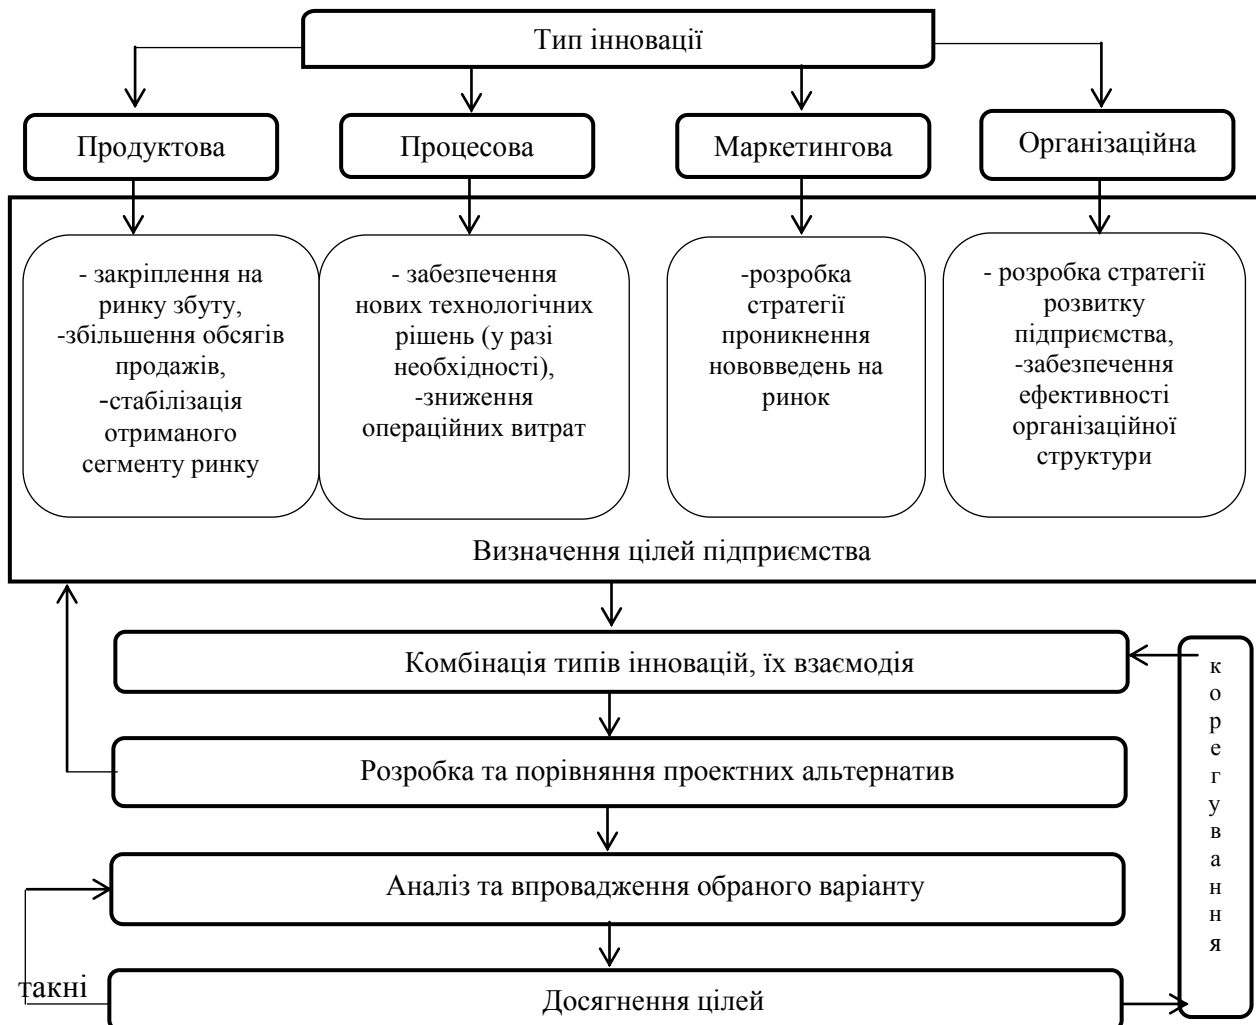 Тип інновації
Продуктова
Процесова
Маркетингова
Організаційна
- закріплення на
ринку збуту,
-збільшення обсягів
продажів,
-стабілізація
отриманого
сегменту ринку
- забезпечення
нових технологічних
рішень (у разі
необхідності),
-зниження
операційних витрат
-розробка
стратегії
проникнення
нововведень на
ринок
- розробка стратегії
розвитку
підприємства,
-забезпечення
ефективності
організаційної
структури
Визначення цілей підприємства
Комбінація типів інновацій, їх взаємодія
Розробка та порівняння проектних альтернатив
Аналіз та впровадження обраного варіанту
Досягнення цілей
такні
корегування